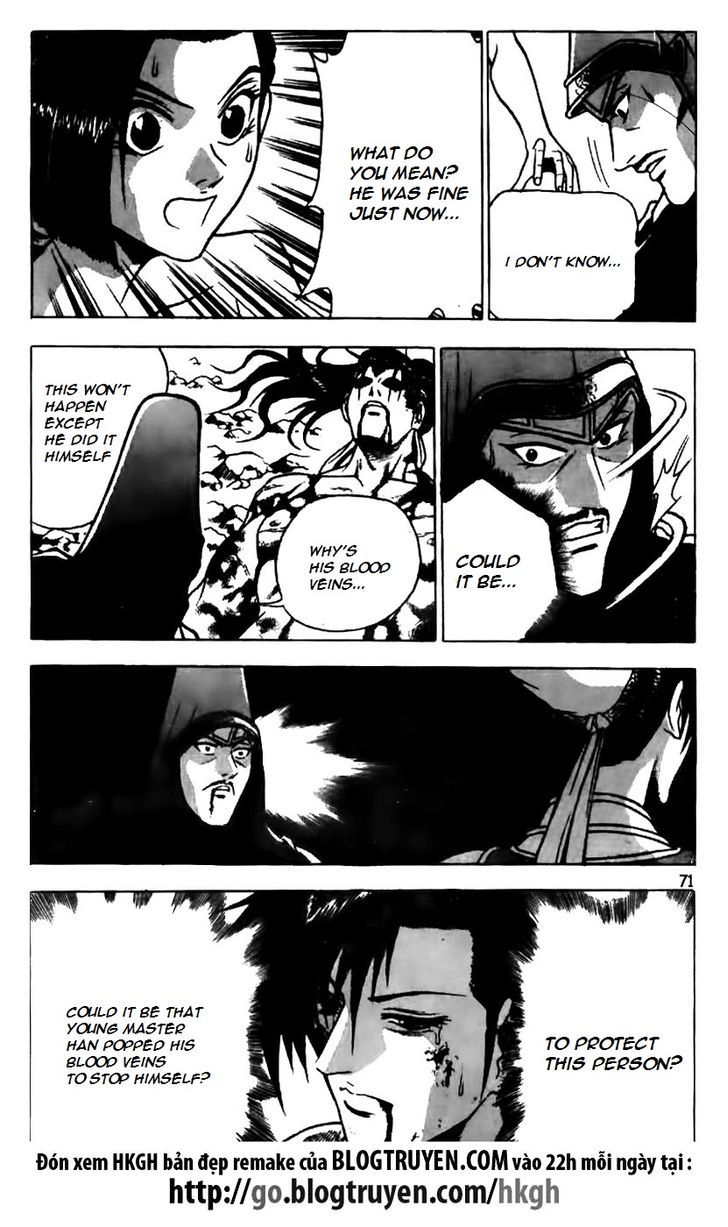 WHAT DO
YOU MEAN?
HE WAS FINE
JUST NOW...
I DON'T KNOW...
THIS WON'T
HAPPEN
EXCEPT
HE DID IT
HIMSELF
WHY'S
HIS BLOOD
VEINS...
COULD
IT BE...
71
COULD IT BE THAT
YOUNG MASTER
HAN POPPED HIS
BLOOD VEINS
TO STOP HIMSELF?
TO PROTECT
THIS PERSON?
Đón xem HKGH bản đẹp remake của BLOGTRUYEN.COM vào 22h mỗi ngày tại :
http://go.blogtruyen.com/hkgh